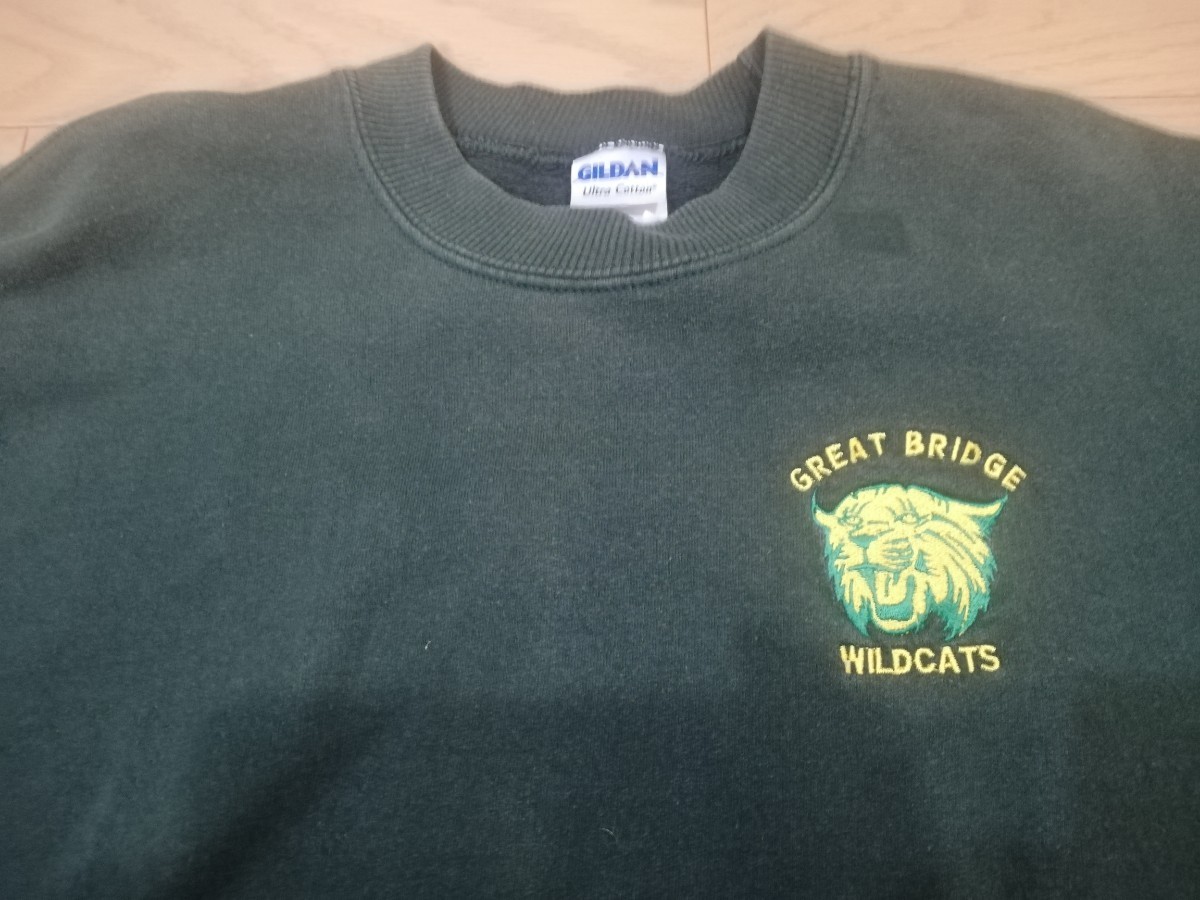 GILDAN
Ultra Cotton®
GREAT BRIDGE
WILDCATS